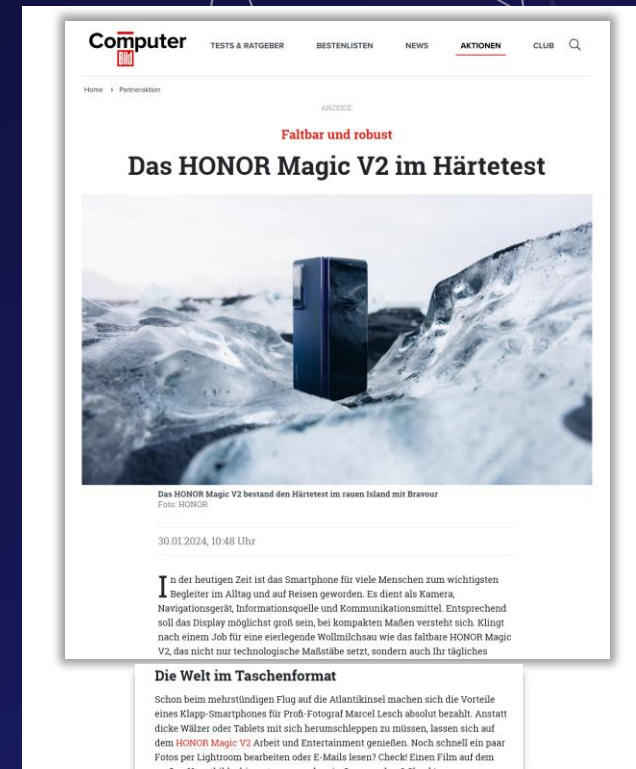 Computer
Bild
TESTS & RATGEBER
BESTENLISTEN
NEWS
AKTIONEN
CLUB
Home › Partneraktion
ANZEIGE
Faltbar und robust
Das HONOR Magic V2 im Härtetest
Das HONOR Magic V2 bestand den Härtetest im rauen Island mit Bravour
Foto: HONOR
30.01.2024, 10:48 Uhr
In der heutigen Zeit ist das Smartphone für viele Menschen zum wichtigsten
Begleiter im Alltag und auf Reisen geworden. Es dient als Kamera,
Navigationsgerät, Informationsquelle und Kommunikationsmittel. Entsprechend
soll das Display möglichst groß sein, bei kompakten Maßen versteht sich. Klingt
nach einem Job für eine eierlegende Wollmilchsau wie das faltbare HONOR Magic
V2, das nicht nur technologische Maßstäbe setzt, sondern auch Ihr tägliches
Die Welt im Taschenformat
Schon beim mehrstündigen Flug auf die Atlantikinsel machen sich die Vorteile
eines Klapp-Smartphones für Profi-Fotograf Marcel Lesch absolut bezahlt. Anstatt
dicke Wälzer oder Tablets mit sich herumschleppen zu müssen, lassen sich auf
dem HONOR Magic V2 Arbeit und Entertainment genießen. Noch schnell ein paar
Fotos per Lightroom bearbeiten oder E-Mails lesen? Check! Einen Film auf dem